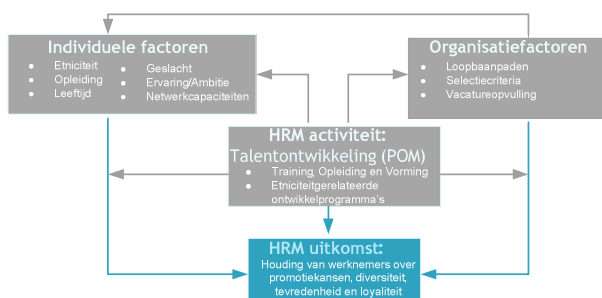 Individuele factoren
Etniciteit
Opleiding
Leeftijd
Geslacht
Ervaring/Ambitie
Netwerkcapaciteiten
Organisatiefactoren
Loopbaanpaden
Selectiecriteria
Vacatureopvulling
HRM activiteit:
Talentontwikkeling (POM)
Training, Opleiding en Vorming
Etniciteitgerelateerde
ontwikkelprogramma's
HRM uitkomst:
Houding van werknemers over
promotiekansen, diversiteit,
tevredenheid en loyaliteit